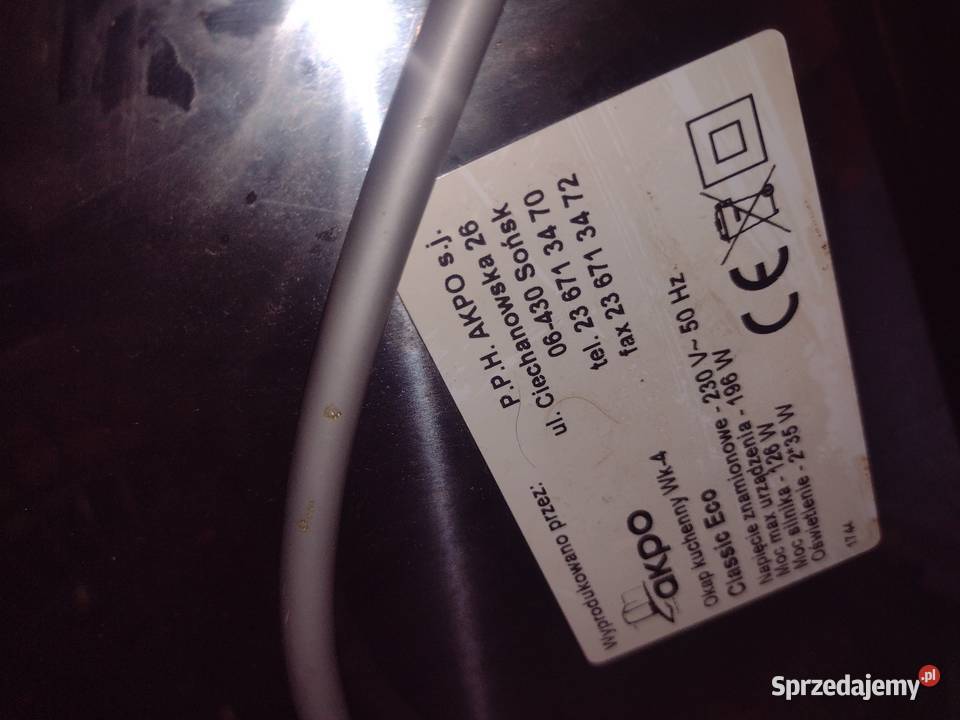 Wyprodukowano przez:
P.P.H. AKPO s.j.
ul. Ciechanowska 26
06-430 Sońsk
tel. 23 671 34 70
fax 23 671 34 72
akpo
Okap kuchenny Wk-4
Classic Eco
Napięcie znamionowe - 230 V~ 50 Hz
Moc max. urządzenia - 196 W
Moc silnika - 126 W
Oświetlenie - 2*35 W
CE
1744
Sprzedajemy.pl